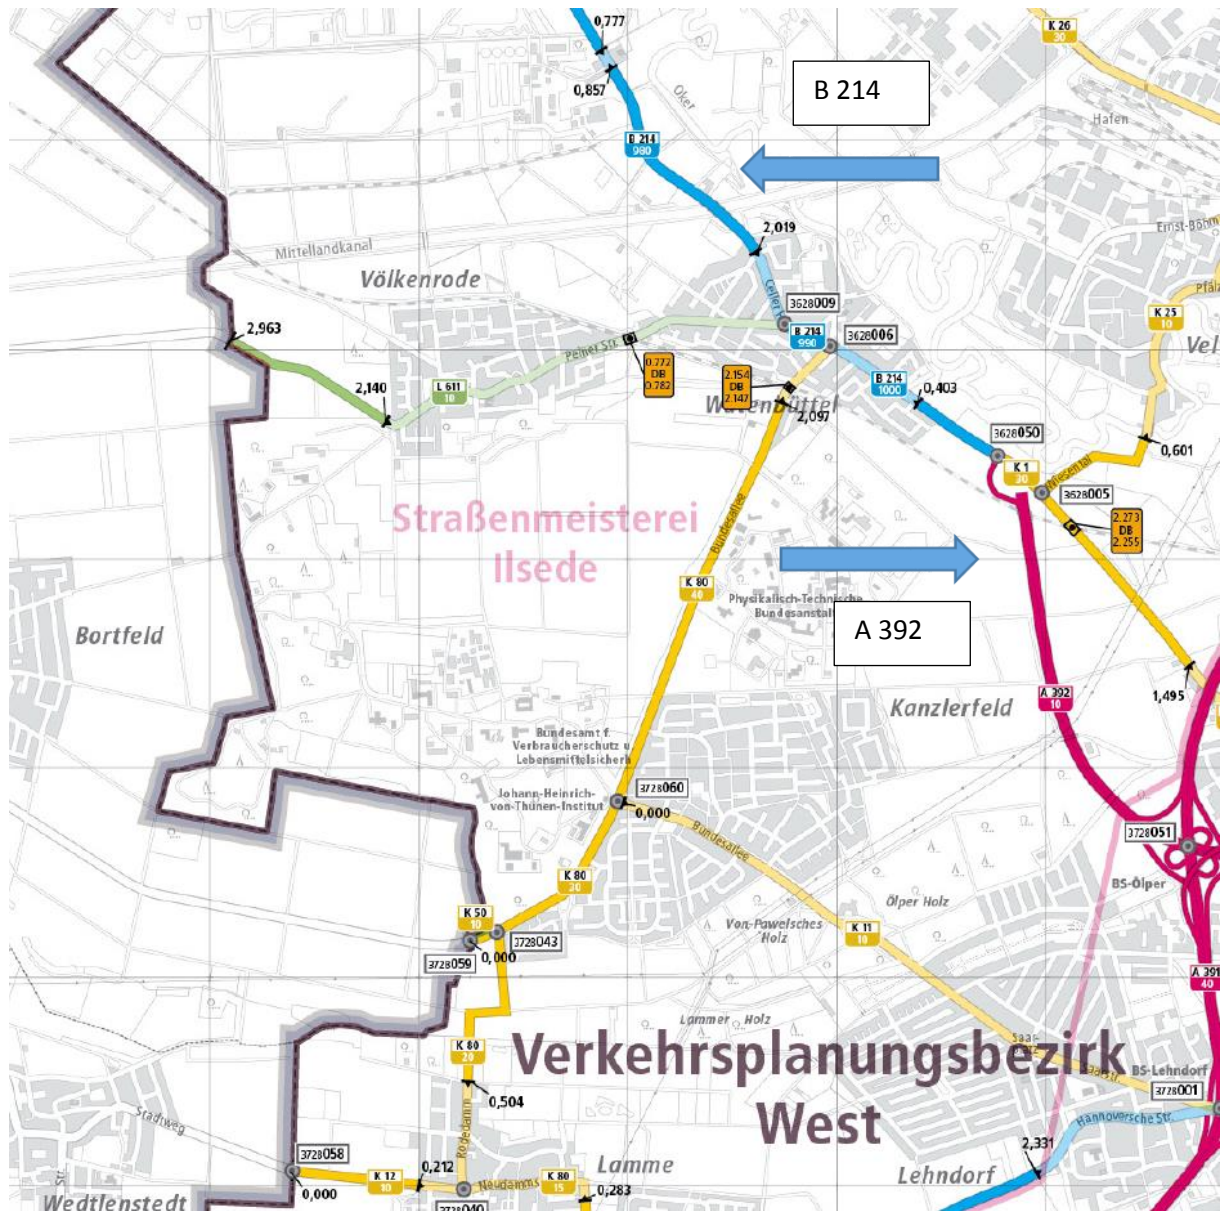 0,777
K 26
30
0,857
Oker
B 214
Hafen
B 214
980
Ernst-Böhm
Mittellandkanal
2,019
Völkenrode
Celler H
3628009
Pfälz
K 25
10
2,963
B 214
990
3628006
Vel
Peiner Str.
0.772
DB
0.782
2.154
DB
2.147
B 214
1000
0,403
2,140
L 611
10
Watenbüttel
2,097
3628050
0,601
K 1
30
Wiesental
3628005
Straßenmeisterei
Ilsede
2.273
DB
2.255
Bundesallee
K 80
40
Physikalisch-Technische
Bundesanstalt
A 392
Bortfeld
1,495
A 392
10
Kanzlerfeld
Bundesamt f.
Verbraucherschutz u.
Lebensmittelsicherh
Johann-Heinrich-
von-Thünen-Institut
3728060
0,000
Bundesallee
3728051
BS-Ölper
K 80
30
Ölper Holz
K 50
10
Von-Pawelsches
Holz
K 11
10
3728043
0,000
3728059
A 391
40
Lammer Holz
K 80
20
Verkehrsplanungsbezirk
West
BS-Lehndorf
3728001
0,504
Hannoversche Str.
Stadtweg
Rodedamm
2,331
3728058
0,000
K 12
10
0,212
Neudamms
K 80
15
0,283
Lamme
Lehndorf
Wedtlenstedt
3728040